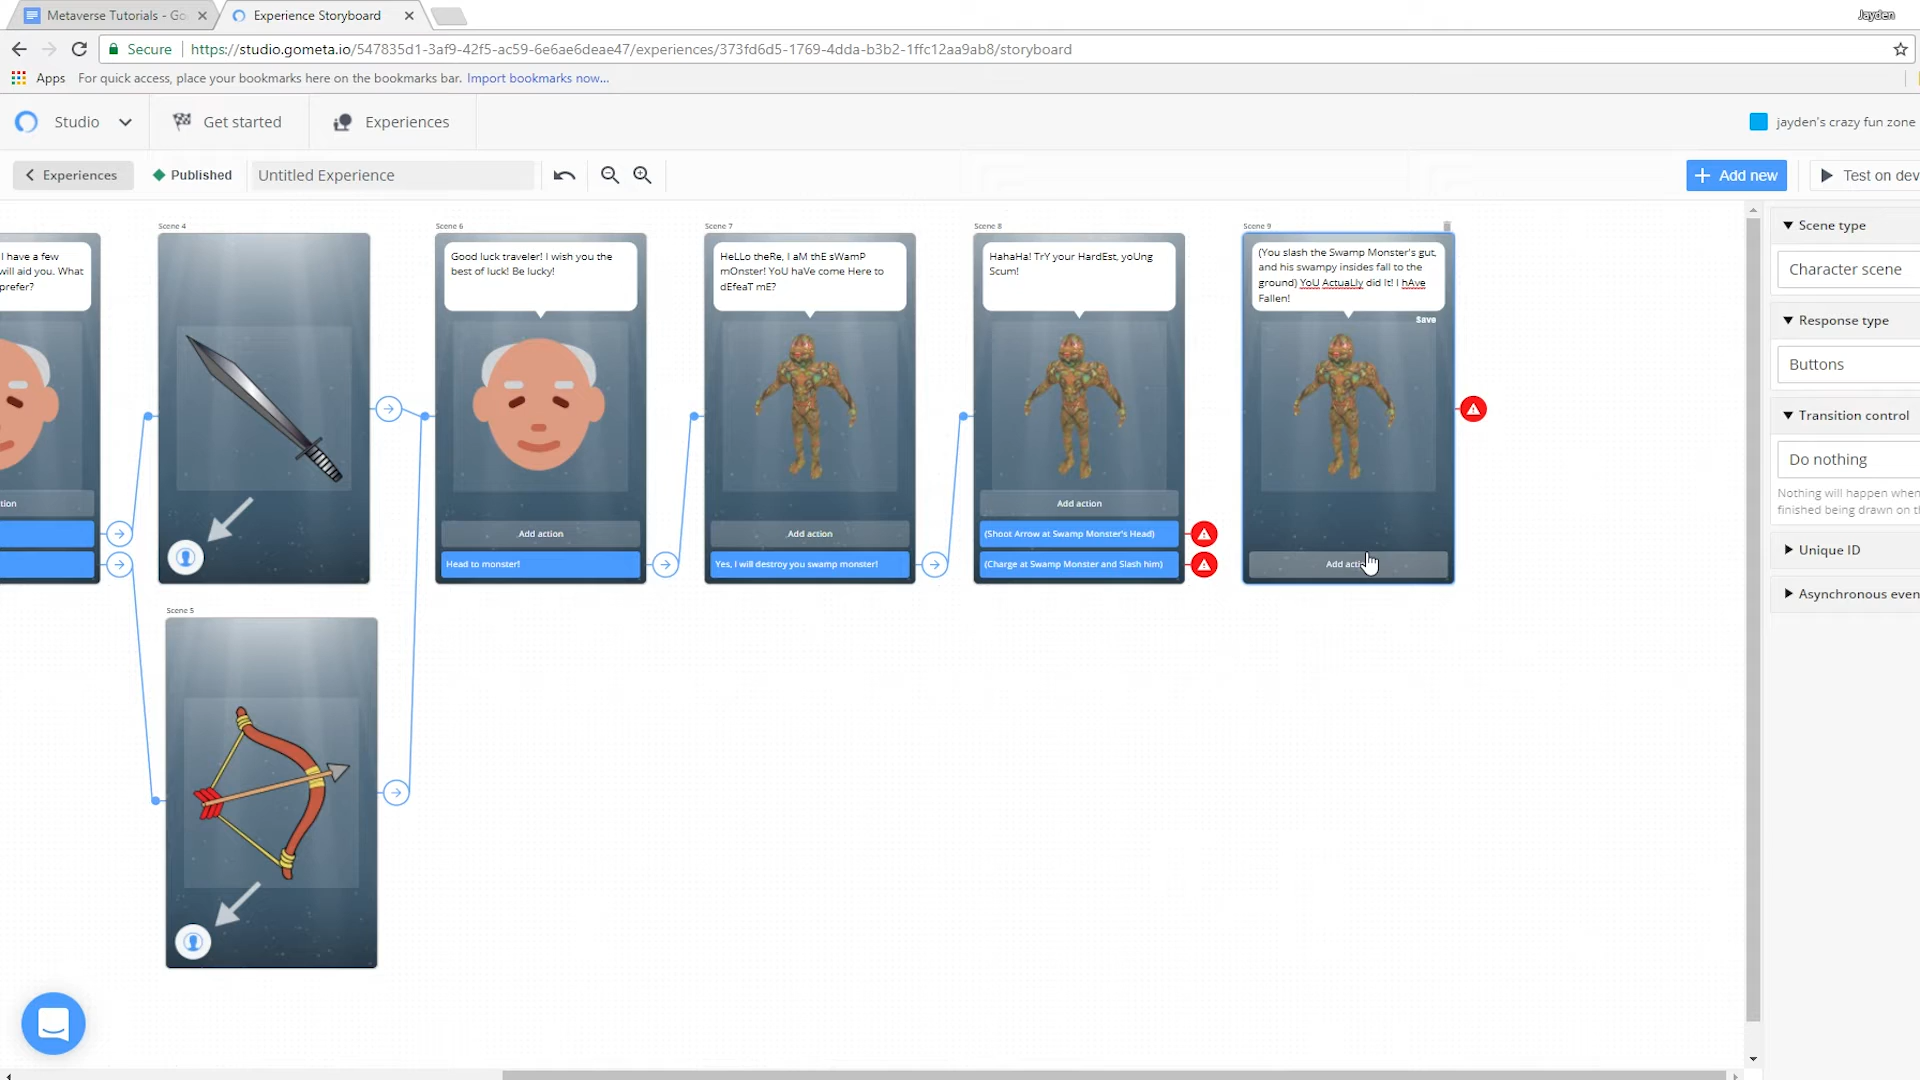 Metaverse Tutorials - Go
Experience Storyboard
Jayden
Secure
https://studio.gometa.io/547835d1-3af9-42f5-ac59-6e6ae6deae47/experiences/373fd6d5-1769-4dda-b3b2-1ffc12aa9ab8/storyboard
Apps
For quick access, place your bookmarks here on the bookmarks bar. Import bookmarks now...
Studio
Get started
Experiences
jayden's crazy fun zone
Experiences
Published
Untitled Experience
Add new
Test on dev
Scene 4
Scene 6
Scene 7
Scene 8
Scene 9
I have a few
will aid you. What
prefer?
tion
Good luck traveler! I wish you the
best of luck! Be lucky!
Add action
Head to monster!
HeLLo theRe, I aM thE sWamP
mOnster! YoU haVe come Here to
dEfeaT mE?
Add action
Yes, I will destroy you swamp monster!
HahaHa! TrY your HardEst, yoUng
Scum!
Add action
(Shoot Arrow at Swamp Monster's Head)
(Charge at Swamp Monster and Slash him)
(You slash the Swamp Monster's gut,
and his swampy insides fall to the
ground) YoU ActuaLly did It! I hAve
Fallen!
Save
Add acti
Scene 5
Scene type
Character scene
Response type
Buttons
Transition control
Do nothing
Nothing will happen when
finished being drawn on t
Unique ID
Asynchronous even